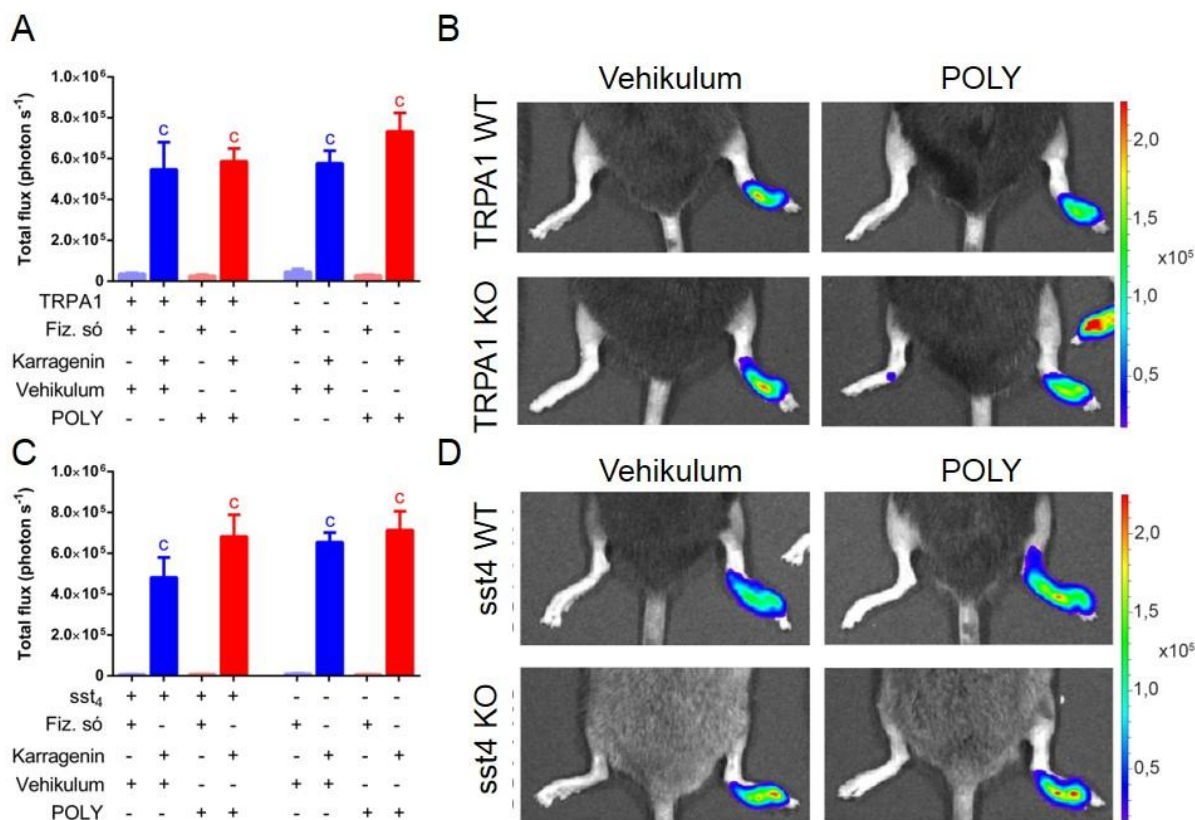 A
Total flux (photon s⁻¹)
1.0×10⁶
8.0×10⁵
6.0×10⁵
4.0×10⁵
2.0×10⁵
0
C C C C
TRPA1 + + + + - - - -
Fiz. só + - + - + - + -
Karragenin - + - + - + - +
Vehikulum + + - - + + - -
POLY - - + + - - + +
B
Vehikulum POLY
TRPA1 WT
TRPA1 KO
2.0
1.5
x10⁵
1,0
0,5
C
Total flux (photon s⁻¹)
1.0×10⁶
8.0×10⁵
6.0×10⁵
4.0×10⁵
2.0×10⁵
0
C C C C
sst₄ + + + + - - - -
Fiz. só + - + - + - + -
Karragenin - + - + - + - +
Vehikulum + + - - + + - -
POLY - - + + - - + +
D
Vehikulum POLY
sst4 WT
sst4 KO
2.0
1.5
x10⁵
1,0
0,5